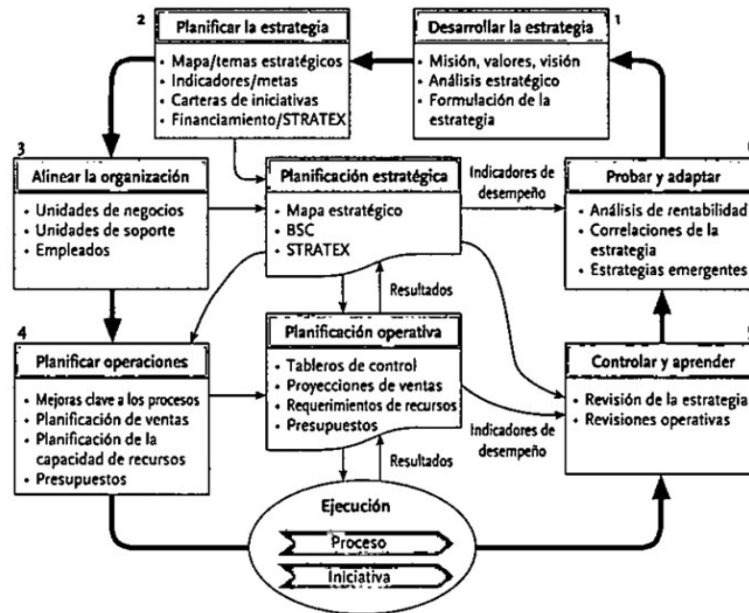 2
Planificar la estrategia
• Mapa/temas estratégicos
• Indicadores/metas
• Carteras de iniciativas
• Financiamiento/STRATEX
Desarrollar la estrategia
1
• Misión, valores, visión
• Análisis estratégico
• Formulación de la
estrategia
3
Alinear la organización
• Unidades de negocios
• Unidades de soporte
• Empleados
Planificación estratégica
• Mapa estratégico
• BSC
• STRATEX
Indicadores de
desempeño
Probar y adaptar
• Análisis de rentabilidad
• Correlaciones de la
estrategia
• Estrategias emergentes
Resultados
4
Planificar operaciones
• Mejoras clave a los procesos
• Planificación de ventas
• Planificación de la
capacidad de recursos
• Presupuestos
Planificación operativa
• Tableros de control
• Proyecciones de ventas
• Requerimientos de recursos
• Presupuestos
Indicadores de
desempeño
Controlar y aprender
• Revisión de la estrategia
• Revisiones operativas
Resultados
Ejecución
Proceso
Iniciativa